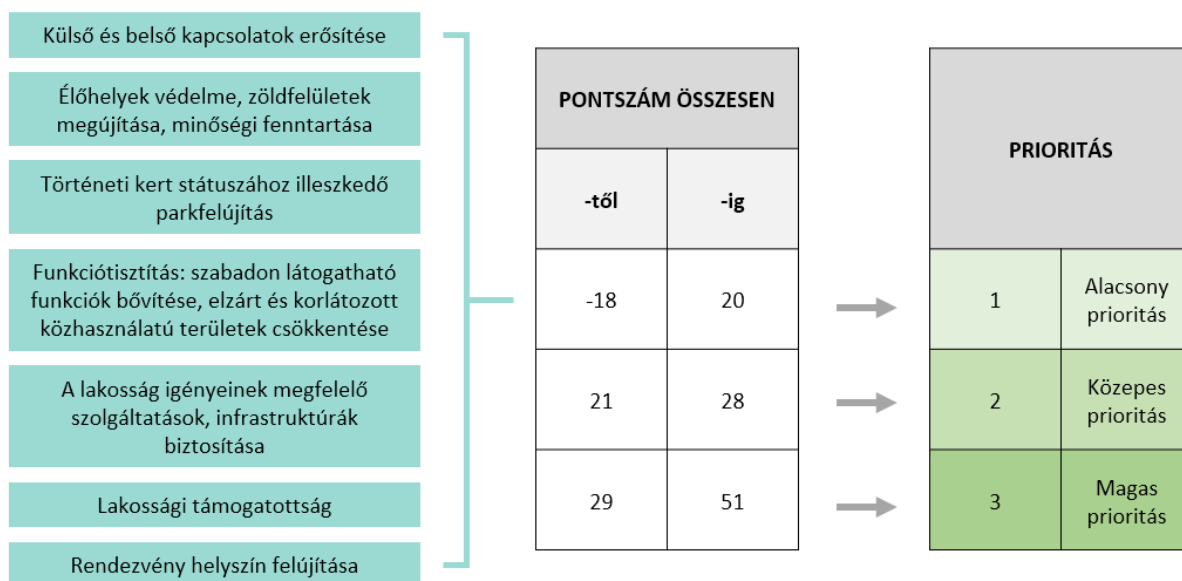 Külső és belső kapcsolatok erősítése
Élőhelyek védelme, zöldfelületek
megújítása, minőségi fenntartása
Történeti kert státuszához illeszkedő
parkfelújítás
Funkciótisztítás: szabadon látogatható
funkciók bővítése, elzárt és korlátozott
közhasználatú területek csökkentése
A lakosság igényeinek megfelelő
szolgáltatások, infrastruktúrák
biztosítása
Lakossági támogatottság
Rendezvény helyszín felújítása
PONTSZÁM ÖSSZESEN
-től -ig
-18 20
21 28
29 51
PRIORITÁS
1 Alacsony
prioritás
2 Közepes
prioritás
3 Magas
prioritás